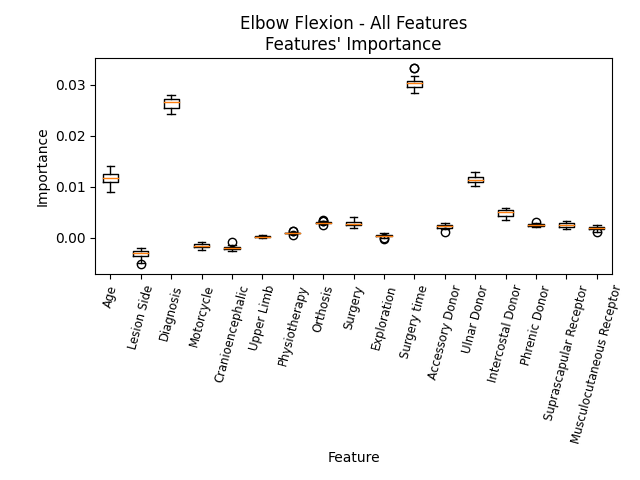 Elbow Flexion - All Features
Features' Importance
0.03
0.02
0.01
0.00
Importance
Age
Lesion Side
Diagnosis
Motorcycle
Cranioencephalic
Upper Limb
Physiotherapy
Orthosis
Surgery
Exploration
Surgery time
Accessory Donor
Ulnar Donor
Intercostal Donor
Phrenic Donor
Suprascapular Receptor
Musculocutaneous Receptor
Feature